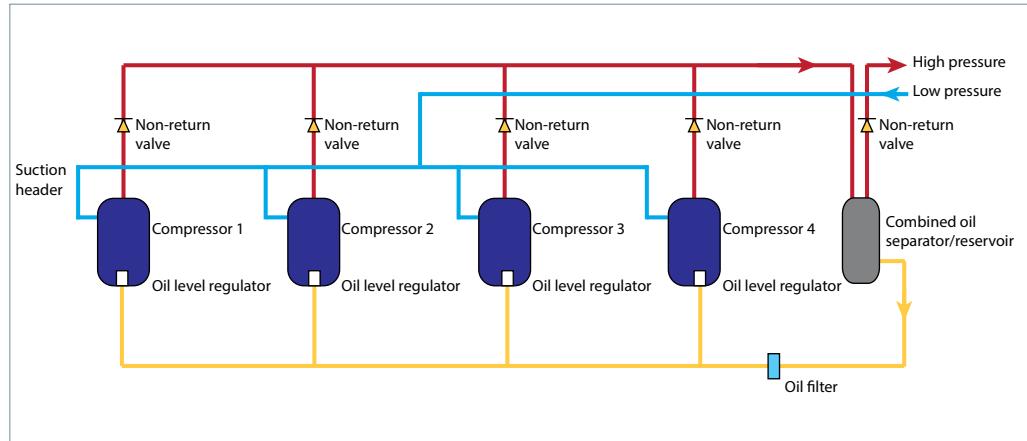 High pressure
Low pressure
Non-return
valve
Non-return
valve
Non-return
valve
Non-return
valve
Non-return
valve
Suction
header
Compressor 1
Compressor 2
Compressor 3
Compressor 4
Combined oil
separator/reservoir
Oil level regulator
Oil level regulator
Oil level regulator
Oil level regulator
Oil filter